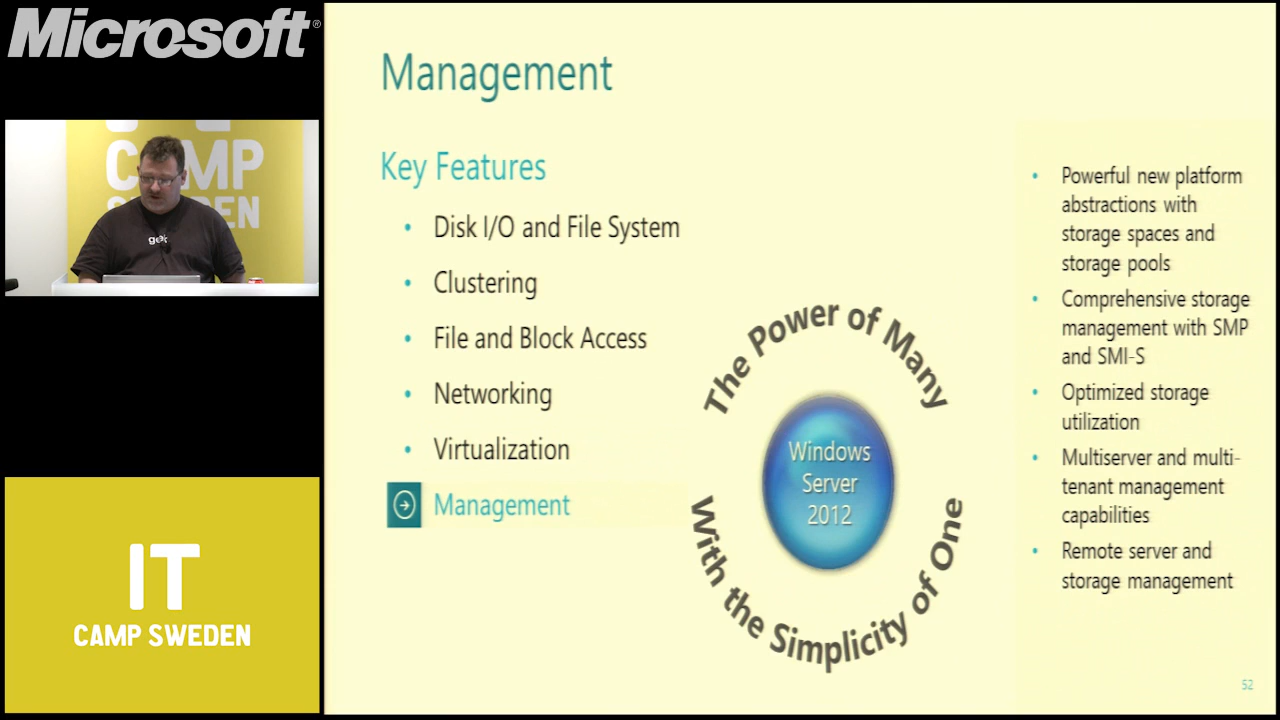 Microsoft®
CAMP
SWEDEN
geek
IT
CAMP SWEDEN
Management
Key Features
• Disk I/O and File System
• Clustering
• File and Block Access
• Networking
• Virtualization
Management
The Power of Many
Windows
Server
2012
With the Simplicity of One
• Powerful new platform
abstractions with
storage spaces and
storage pools
• Comprehensive storage
management with SMP
and SMI-S
• Optimized storage
utilization
• Multiserver and multi-
tenant management
capabilities
• Remote server and
storage management
52